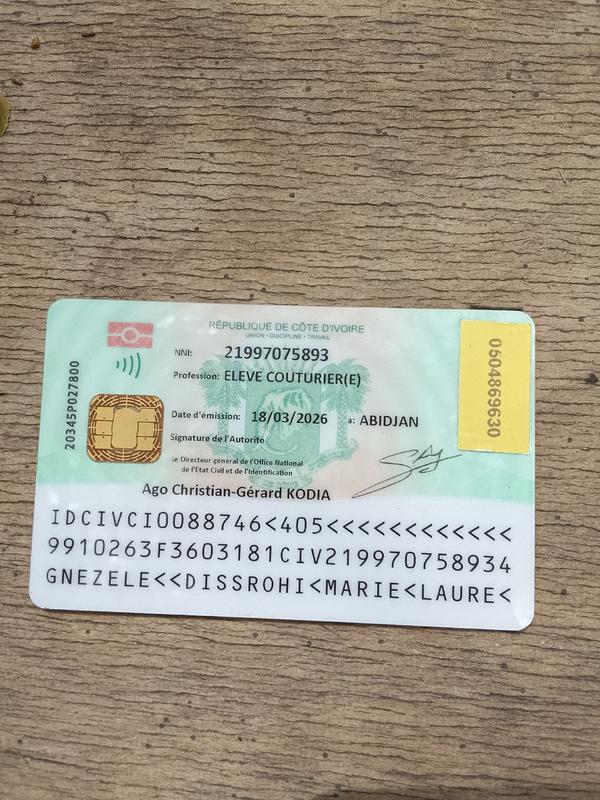 RÉPUBLIQUE DE CÔTE D'IVOIRE
UNION - DISCIPLINE - TRAVAIL
NNI: 21997075893
Profession: ELEVE COUTURIER(E)
Date d'émission: 18/03/2026 à: ABIDJAN
Signature de l'Autorité
Le Directeur général de l'Office National
de l'État Civil et de l'Identification
Ago Christian-Gérard KODIA
20345P027800
0504869630
IDCIVCI0088746<405<<<<<<<<<<<<
9910263F3603181CIV219970758934
GNEZELE<<DISSROHI<MARIE<LAURE<